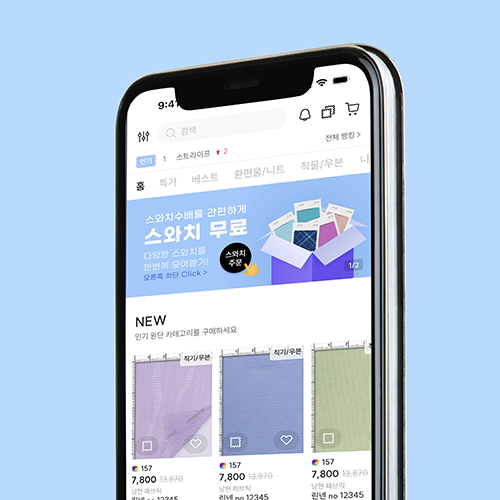 9:41
검색
인기 1 스트라이프 2
전체 랭킹 >
홈 특가 베스트 환편물/니트 직물/우븐 나
스와치수배를 간편하게
스와치 무료
다양한 스와치를
한번에 모아받기!
오른쪽 하단 Click >
스와치
주문
1/2
NEW
인기 원단 카테고리를 구매하세요
직기/우븐
직기/우븐
직기/우븐
157
7,800 13,870
남현 패브릭
린넨 no 12345
157
7,800 13,870
남현 패브릭
린넨 no 12345
157
7,800 13,870
남현 패브릭
린넨 no 12345